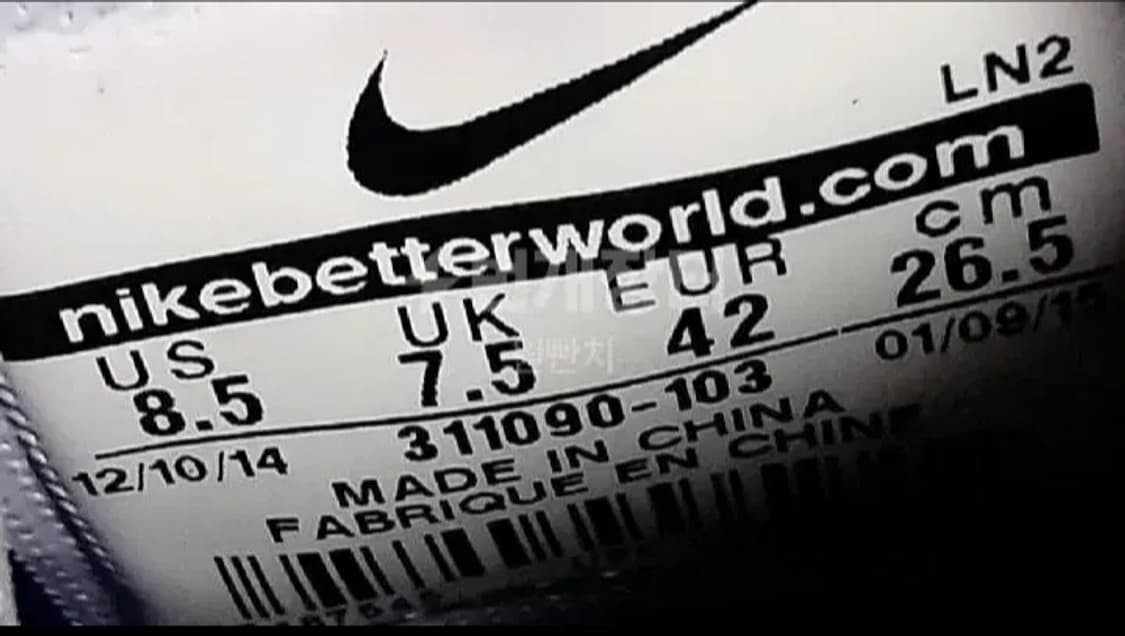 LN2
nikebetterworld.com
US UK EUR cm
8.5 7.5 42 26.5
12/10/14 311090-103 01/09/15
MADE IN CHINA
FABRIQUE EN CHINE